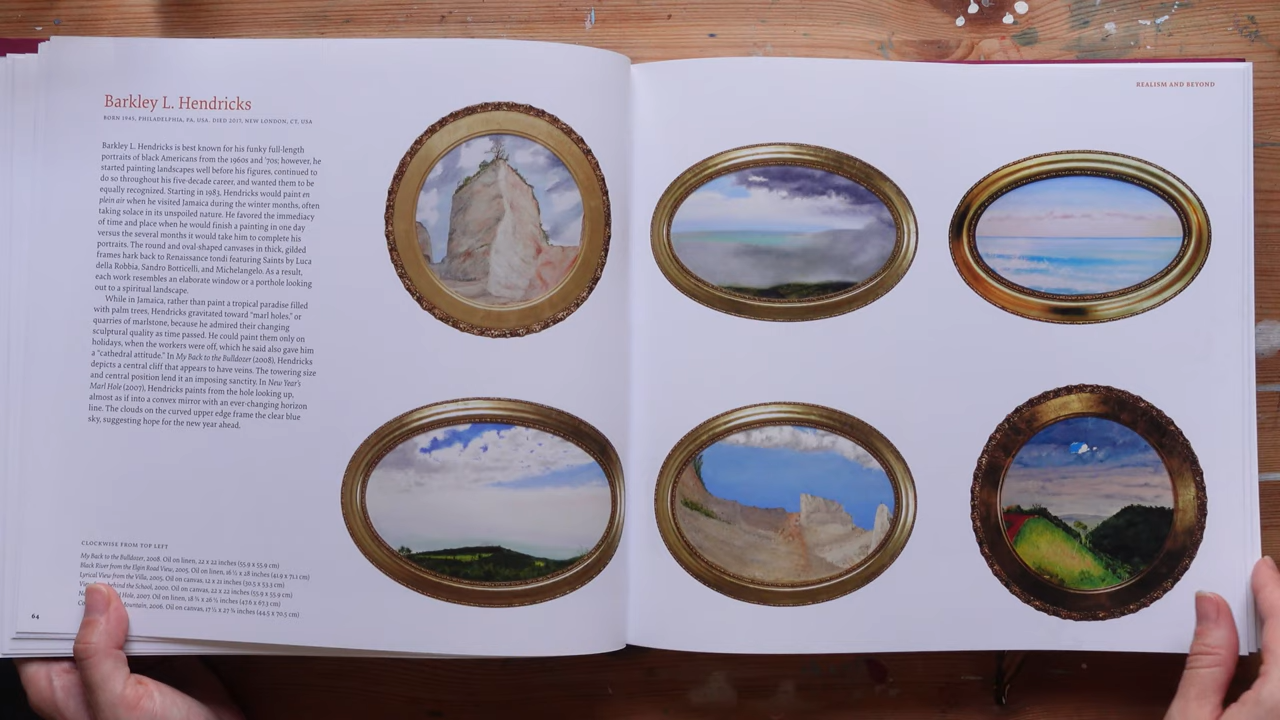 Barkley L. Hendricks
BORN 1945, PHILADELPHIA, PA, USA. DIED 2017, NEW LONDON, CT, USA
Barkley L. Hendricks is best known for his funky full-length
portraits of black Americans from the 1960s and '70s; however, he
started painting landscapes well before his figures, continued to
do so throughout his five-decade career, and wanted them to be
equally recognized. Starting in 1983, Hendricks would paint en
plein air when he visited Jamaica during the winter months, often
taking solace in its unspoiled nature. He favored the immediacy
of time and place when he would finish a painting in one day
versus the several months it would take him to complete his
portraits. The round and oval-shaped canvases in thick, gilded
frames hark back to Renaissance tondi featuring Saints by Luca
della Robbia, Sandro Botticelli, and Michelangelo. As a result,
each work resembles an elaborate window or a porthole looking
out to a spiritual landscape.
While in Jamaica, rather than paint a tropical paradise filled
with palm trees, Hendricks gravitated toward "marl holes," or
quarries of marlstone, because he admired their changing
sculptural quality as time passed. He could paint them only on
holidays, when the workers were off, which he said also gave him
a "cathedral attitude." In My Back to the Bulldozer (2008), Hendricks
depicts a central cliff that appears to have veins. The towering size
and central position lend it an imposing sanctity. In New Year's
Marl Hole (2007), Hendricks paints from the hole looking up,
almost as if into a convex mirror with an ever-changing horizon
line. The clouds on the curved upper edge frame the clear blue
sky, suggesting hope for the new year ahead.
CLOCKWISE FROM TOP LEFT
My Back to the Bulldozer, 2008. Oil on linen, 22 x 22 inches (55.9 x 55.9 cm)
Black River from the Elgin Road View, 2005. Oil on linen, 16 ½ x 28 inches (41.9 x 71.1 cm)
Lyrical View from the Villa, 2005. Oil on canvas, 12 x 21 inches (30.5 x 53.3 cm)
behind the School, 2000. Oil on canvas, 22 x 22 inches (55.9 x 55.9 cm)
Hole, 2007. Oil on linen, 18 ¾ x 26 ½ inches (47.6 x 67.3 cm)
Mountain, 2006. Oil on canvas, 17 ½ x 27 ¾ inches (44.5 x 70.5 cm)
64
REALISM AND BEYOND